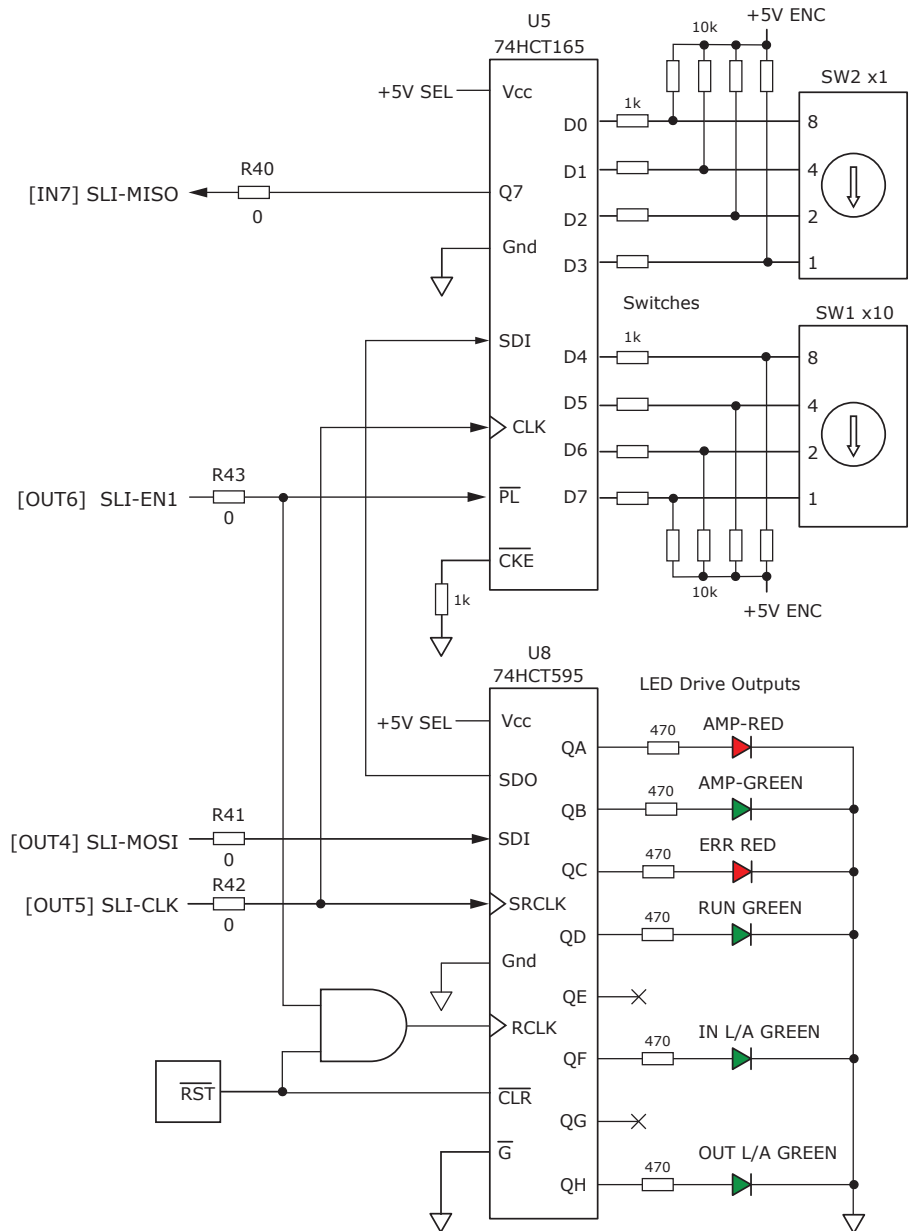 U5
74HCT165
+5V ENC
10k
SW2 x1
+5V SEL
Vcc
D0
1k
8
R40
[IN7] SLI-MISO
0
Q7
D1
4
D2
2
Gnd
D3
1
Switches
SW1 x10
SDI
D4
1k
8
D5
4
CLK
D6
2
R43
[OUT6] SLI-EN1
0
PL
D7
1
CKE
1k
10k
+5V ENC
U8
74HCT595
LED Drive Outputs
+5V SEL
Vcc
QA
470
AMP-RED
SDO
QB
470
AMP-GREEN
R41
[OUT4] SLI-MOSI
0
SDI
QC
470
ERR RED
R42
[OUT5] SLI-CLK
0
SRCLK
QD
470
RUN GREEN
Gnd
QE
RCLK
QF
470
IN L/A GREEN
RST
CLR
QG
G
QH
470
OUT L/A GREEN